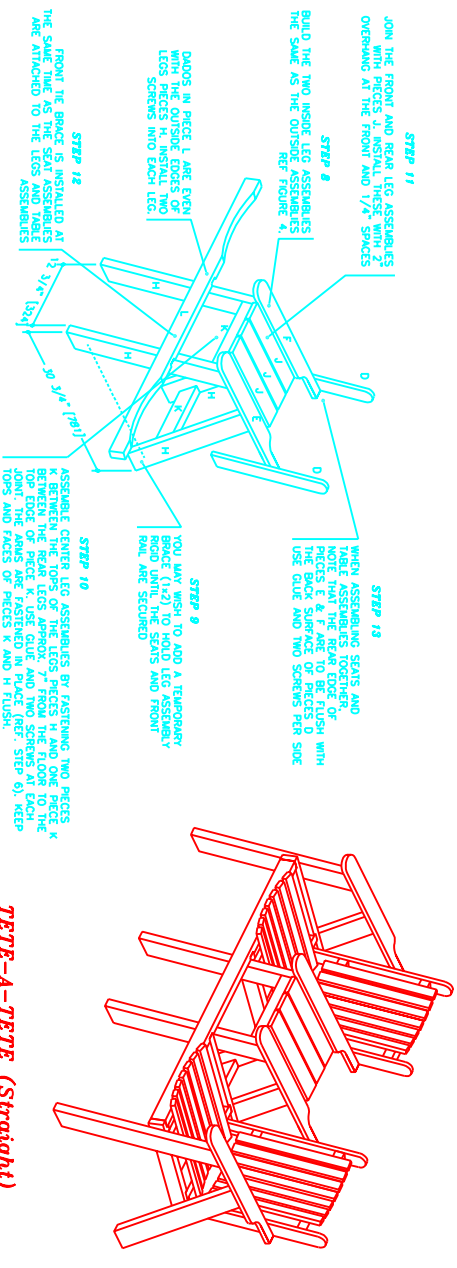 STEP 11
JOIN THE FRONT AND REAR LEG ASSEMBLIES
WITH PIECES J. INSTALL THESE WITH 2"
OVERHANG AT THE FRONT AND 1/4" SPACES
STEP 8
BUILD THE TWO INSIDE LEG ASSEMBLIES
THE SAME AS THE OUTSIDE ASSEMBLIES
REF FIGURE 4.
DADOS IN PIECE L ARE EVEN
WITH THE OUTSIDE EDGES OF
LEGS PIECES H. INSTALL TWO
SCREWS INTO EACH LEG.
STEP 12
FRONT TIE BRACE IS INSTALLED AT
THE SAME TIME AS THE SEAT ASSEMBLIES
ARE ATTACHED TO THE LEGS AND TABLE
ASSEMBLIES
D
F
J
J
J
E
D
K
H
L
H
H
K
H
12 3/4" [324]
30 3/4" [781]
STEP 13
WHEN ASSEMBLING SEATS AND
TABLE ASSEMBLIES TOGETHER,
NOTE THAT THE REAR EDGE OF
PIECES E & F ARE TO BE FLUSH WITH
THE BACK SURFACE OF PIECES D
USE GLUE AND TWO SCREWS PER SIDE
STEP 9
YOU MAY WISH TO ADD A TEMPORARY
BRACE (1x2) TO HOLD LEG ASSEMBLY
RIGID UNTIL THE SEATS AND FRONT
RAIL ARE SECURED
STEP 10
ASSEMBLE CENTER LEG ASSEMBLIES BY FASTENING TWO PIECES
K BETWEEN THE TOPS OF THE LEGS PIECES H AND ONE PIECE K
BETWEEN THE REAR LEGS APPROX. 7" FROM THE FLOOR TO THE
TOP EDGE OF PIECE K. USE GLUE AND TWO SCREWS AT EACH
JOINT. THE ARMS ARE FASTENED IN PLACE (REF. STEP 6). KEEP
TOPS AND FACES OF PIECES K AND H FLUSH.
TETE-A-TETE (Straight)